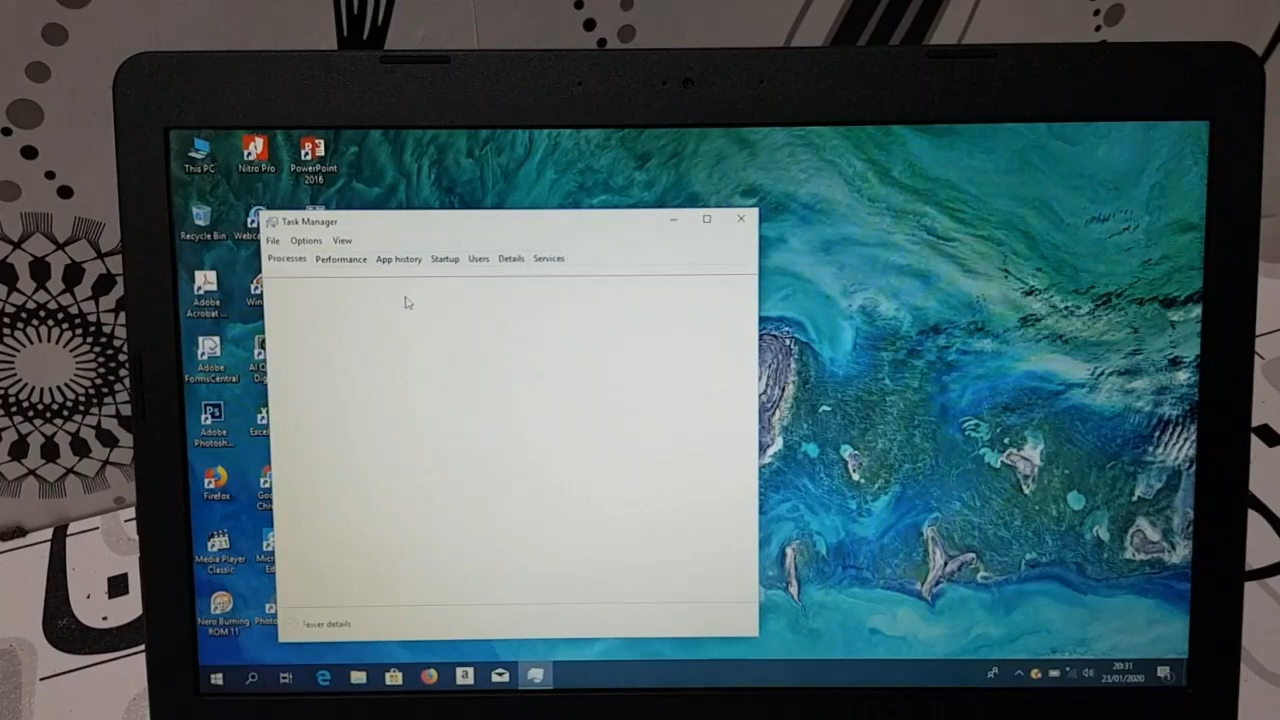 This PC
Nitro Pro
PowerPoint
2016
Recycle Bin
Task Manager
File Options View
Processes Performance App history Startup Users Details Services
Adobe
Acrobat ...
Adobe
FormsCentral
Adobe
Photosh...
Firefox
Media Player
Classic
Nero Burning
ROM 11
Fewer details
20:31
23/01/2020